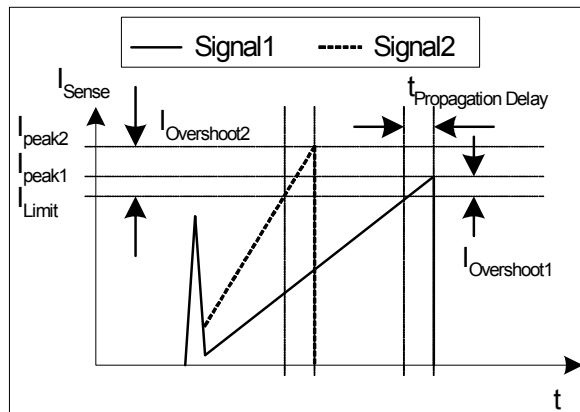 Signal1 Signal2
I_Sense
t_Propagation Delay
I_Overshoot2
I_peak2
I_peak1
I_Limit
I_Overshoot1
t